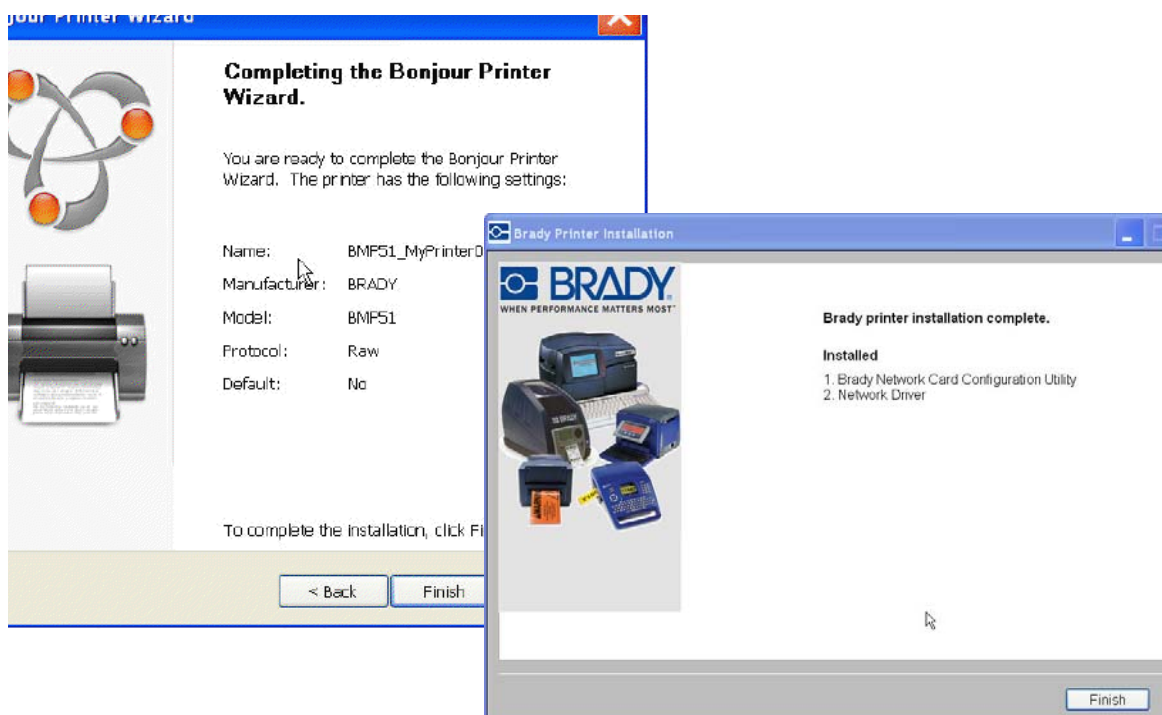 Bonjour Printer Wizard
Completing the Bonjour Printer
Wizard.
You are ready to complete the Bonjour Printer
Wizard. The printer has the following settings:
Name: BMP51_MyPrinter0
Manufacturer: BRADY
Model: BMP51
Protocol: Raw
Default: No
To complete the installation, click Fi
< Back
Finish
Brady Printer Installation
BRADY
WHEN PERFORMANCE MATTERS MOST™
Brady printer installation complete.
Installed
1. Brady Network Card Configuration Utility
2. Network Driver
Finish